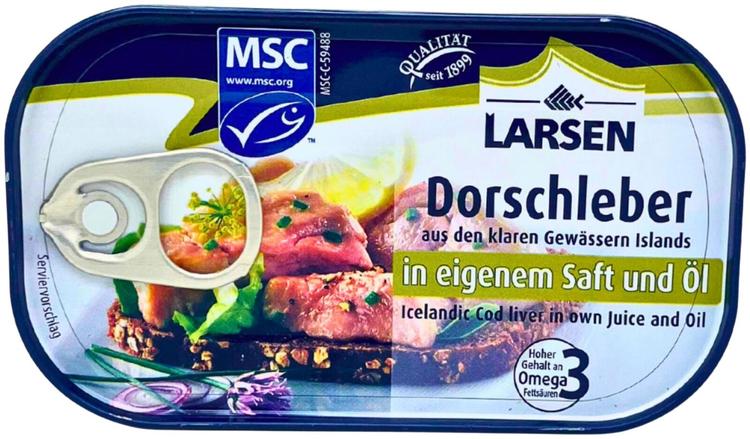 MSC
www.msc.org
TM
MSC-C-59488
QUALITÄT
seit 1899
LARSEN
Dorschleber
aus den klaren Gewässern Islands
in eigenem Saft und Öl
Icelandic Cod liver in own Juice and Oil
Hoher
Gehalt an
Omega 3
Fettsäuren
Serviervorschlag